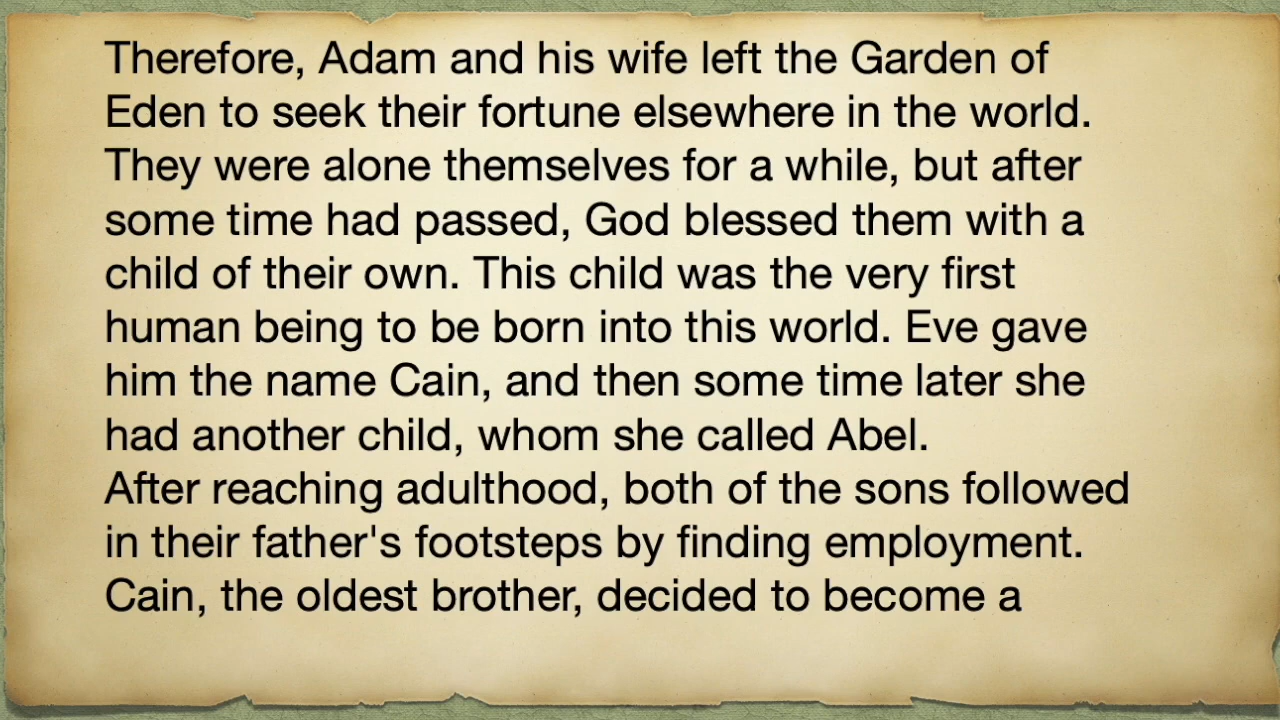 Therefore, Adam and his wife left the Garden of
Eden to seek their fortune elsewhere in the world.
They were alone themselves for a while, but after
some time had passed, God blessed them with a
child of their own. This child was the very first
human being to be born into this world. Eve gave
him the name Cain, and then some time later she
had another child, whom she called Abel.
After reaching adulthood, both of the sons followed
in their father's footsteps by finding employment.
Cain, the oldest brother, decided to become a